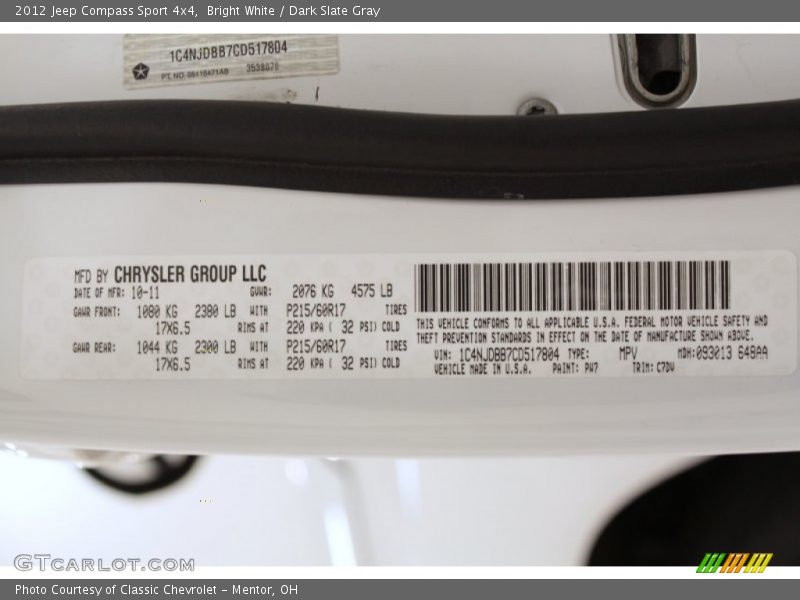 2012 Jeep Compass Sport 4x4, Bright White / Dark Slate Gray
1C4NJDBB7CD517804
PT. NO. 05116471AB 3538070
MFD BY CHRYSLER GROUP LLC
DATE OF MFR: 10-11 GVWR: 2076 KG 4575 LB
GAWR FRONT: 1080 KG 2380 LB WITH P215/60R17 TIRES
17X6.5 RIMS AT 220 KPA ( 32 PSI) COLD
GAWR REAR: 1044 KG 2300 LB WITH P215/60R17 TIRES
17X6.5 RIMS AT 220 KPA ( 32 PSI) COLD
THIS VEHICLE CONFORMS TO ALL APPLICABLE U.S.A. FEDERAL MOTOR VEHICLE SAFETY AND
THEFT PREVENTION STANDARDS IN EFFECT ON THE DATE OF MANUFACTURE SHOWN ABOVE.
VIN: 1C4NJDBB7CD517804 TYPE: MPV MDH:093013 648AA
VEHICLE MADE IN U.S.A. PAINT: PW7 TRIM: C7DV
GTCARLOT.COM
Photo Courtesy of Classic Chevrolet - Mentor, OH